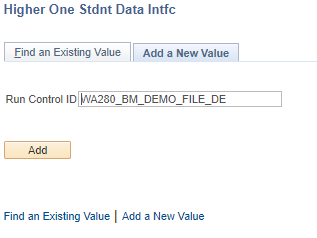 Higher One Stdnt Data Intfc
Find an Existing Value Add a New Value
Run Control ID WA280_BM_DEMO_FILE_DE
Add
Find an Existing Value | Add a New Value